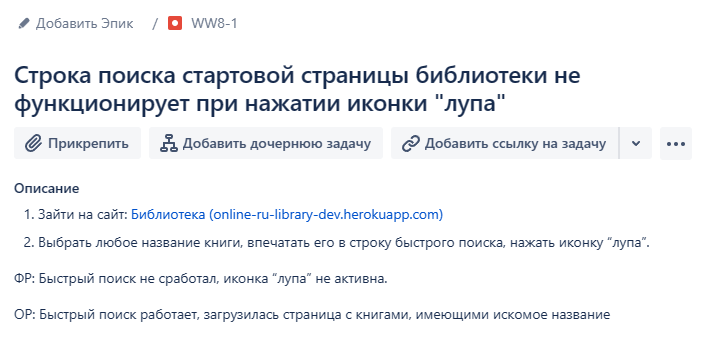 Добавить Эпик / WW8-1
Строка поиска стартовой страницы библиотеки не
функционирует при нажатии иконки "лупа"
Прикрепить Добавить дочернюю задачу Добавить ссылку на задачу
Описание
1. Зайти на сайт: Библиотека (online-ru-library-dev.herokuapp.com)
2. Выбрать любое название книги, впечатать его в строку быстрого поиска, нажать иконку “лупа”.
ФР: Быстрый поиск не сработал, иконка “лупа” не активна.
ОР: Быстрый поиск работает, загрузилась страница с книгами, имеющими искомое название